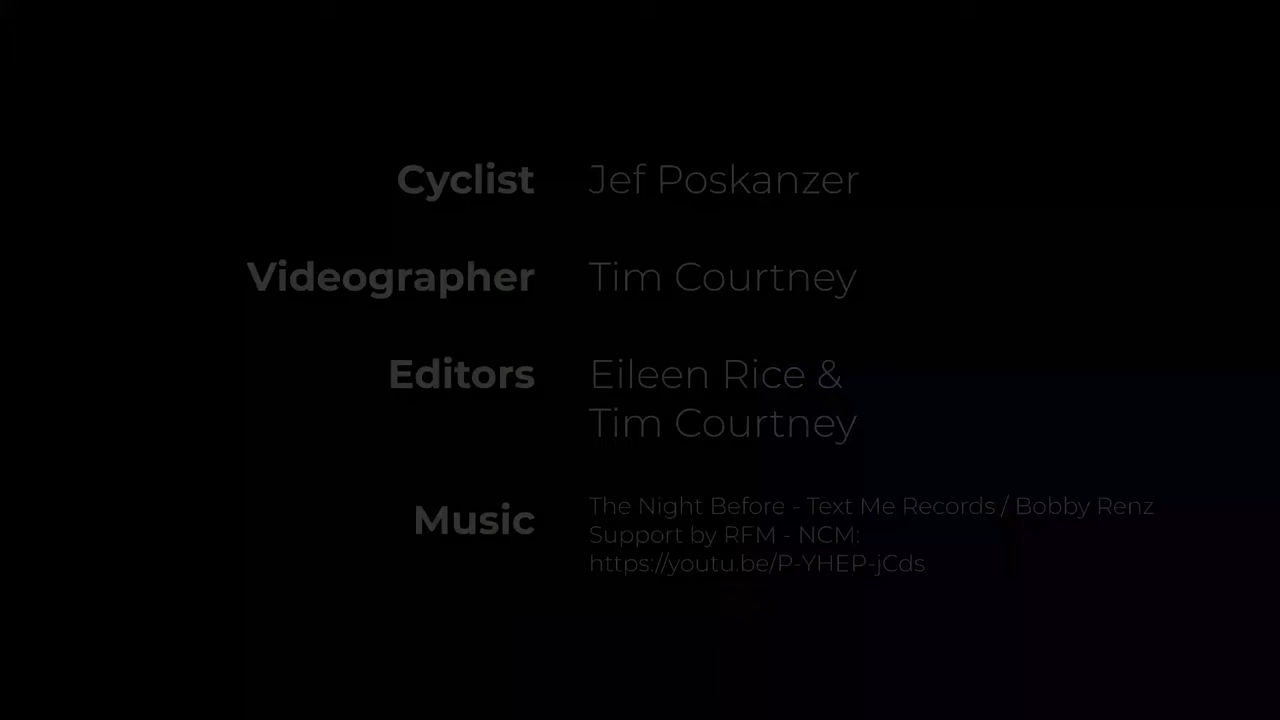 Cyclist Jef Poskanzer
Videographer Tim Courtney
Editors Eileen Rice &
Tim Courtney
Music The Night Before - Text Me Records / Bobby Renz
Support by RFM - NCM:
https://youtu.be/P-YHEP-jCds